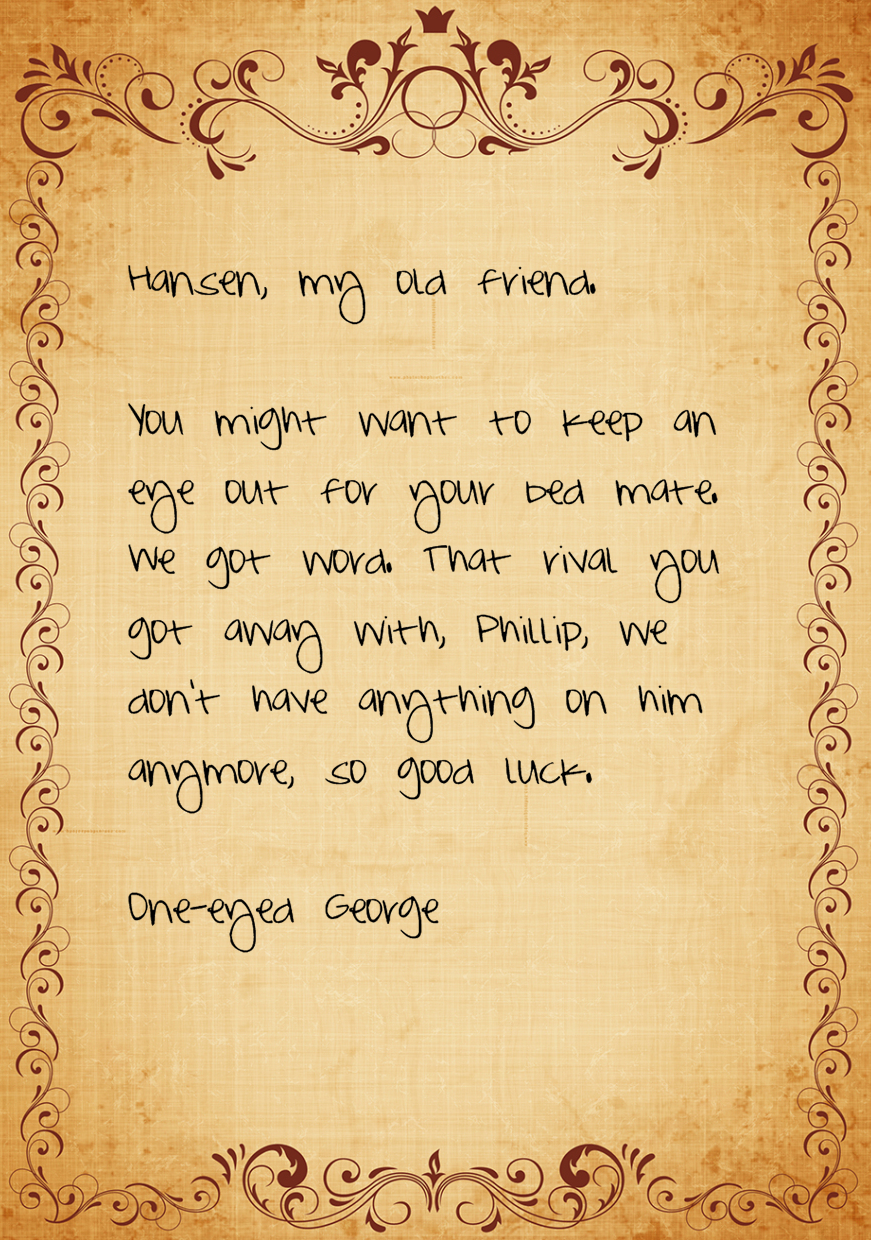 Hansen, my old friend.
You might want to keep an
eye out for your bed mate.
We got word. That rival you
got away with, Phillip, we
don't have anything on him
anymore, so good luck.
One-eyed George